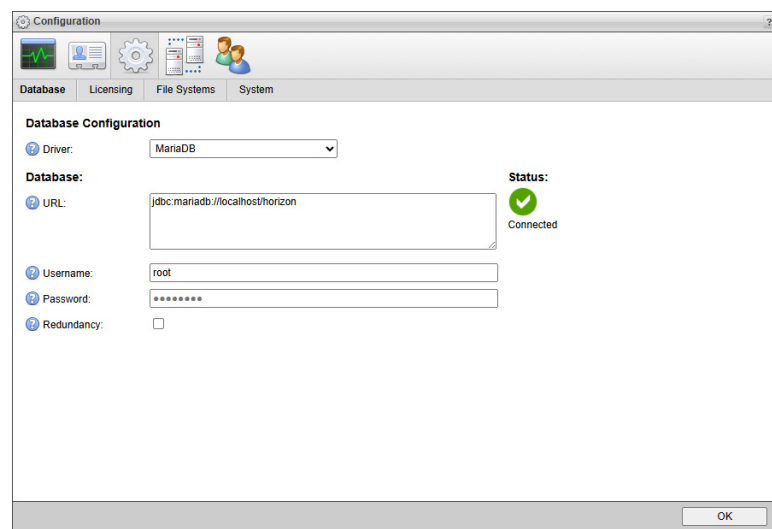 Configuration
?
Database Licensing File Systems System
Database Configuration
? Driver: MariaDB
Database: Status:
? URL: jdbc:mariadb://localhost/horizon
Connected
? Username: root
? Password: ●●●●●●●●
? Redundancy:
OK